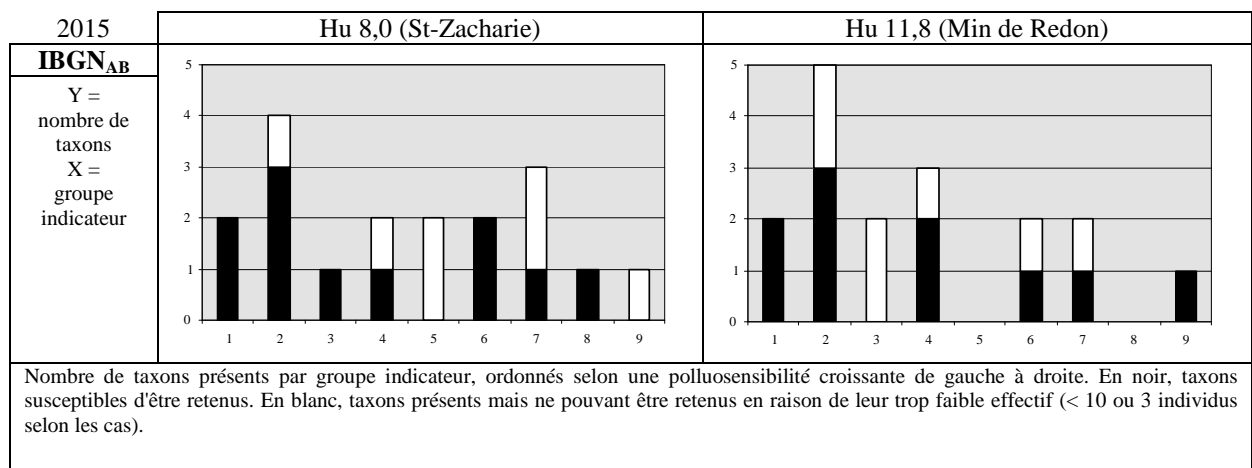 2015
Hu 8,0 (St-Zacharie)
Hu 11,8 (Min de Redon)
IBGNAB
Y =
nombre de
taxons
X =
groupe
indicateur
5
4
3
2
1
0
1 2 3 4 5 6 7 8 9
5
4
3
2
1
0
1 2 3 4 5 6 7 8 9
Nombre de taxons présents par groupe indicateur, ordonnés selon une polluosensibilité croissante de gauche à droite. En noir, taxons
susceptibles d'être retenus. En blanc, taxons présents mais ne pouvant être retenus en raison de leur trop faible effectif (< 10 ou 3 individus
selon les cas).